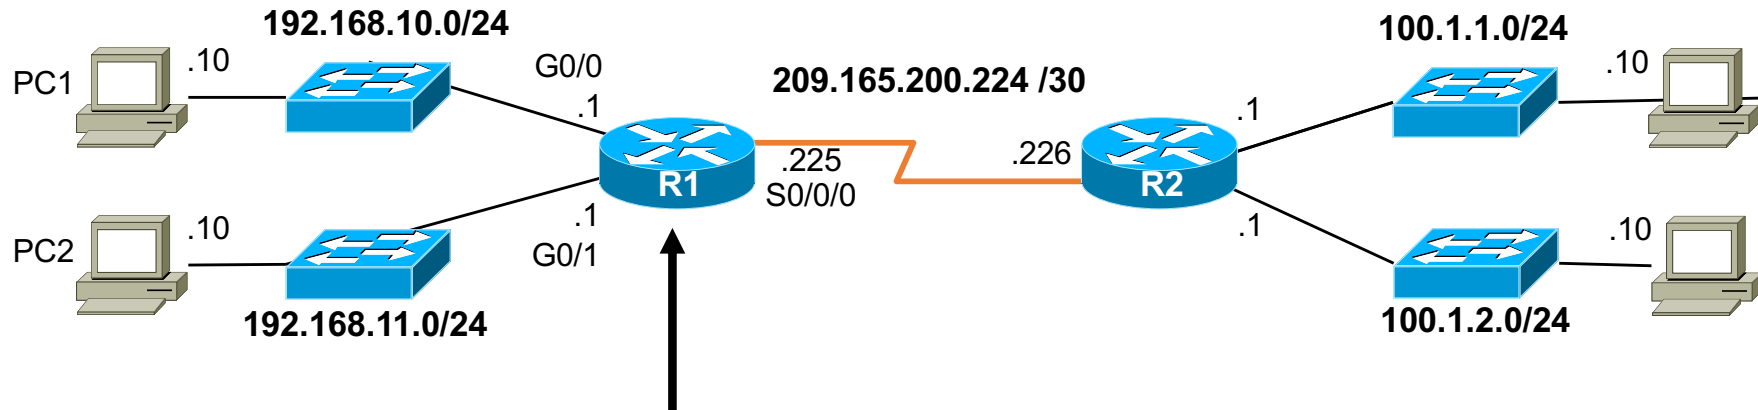 192.168.10.0/24
PC1
.10
G0/0
.1
209.165.200.224 /30
R1
.225
S0/0/0
.226
R2
.1
100.1.1.0/24
.10
PC2
.10
.1
G0/1
192.168.11.0/24
.1
.10
100.1.2.0/24